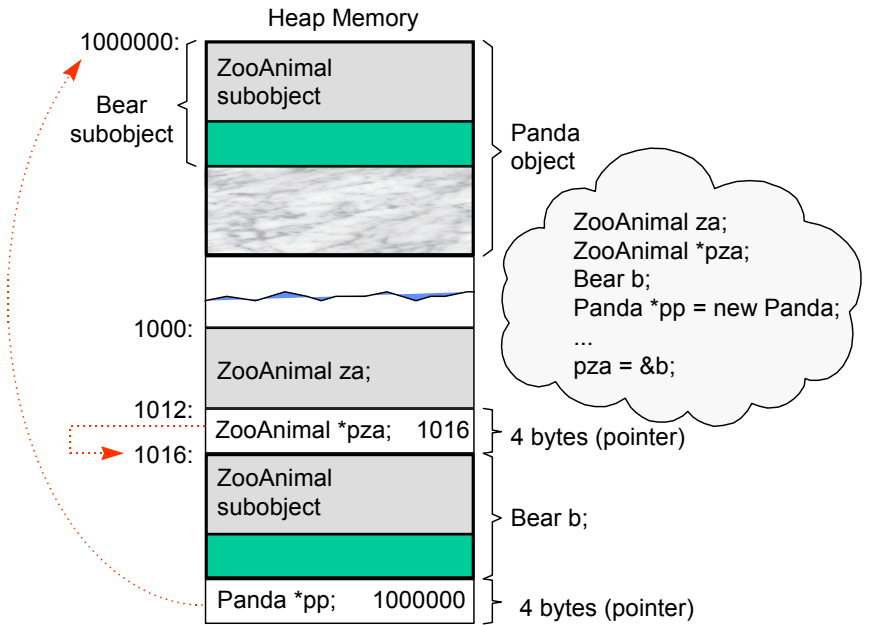 Heap Memory
1000000:
ZooAnimal
subobject
Bear
subobject
Panda
object
ZooAnimal za;
ZooAnimal *pza;
Bear b;
Panda *pp = new Panda;
...
pza = &b;
1000:
ZooAnimal za;
1012:
ZooAnimal *pza; 1016
4 bytes (pointer)
1016:
ZooAnimal
subobject
Bear b;
Panda *pp; 1000000
4 bytes (pointer)